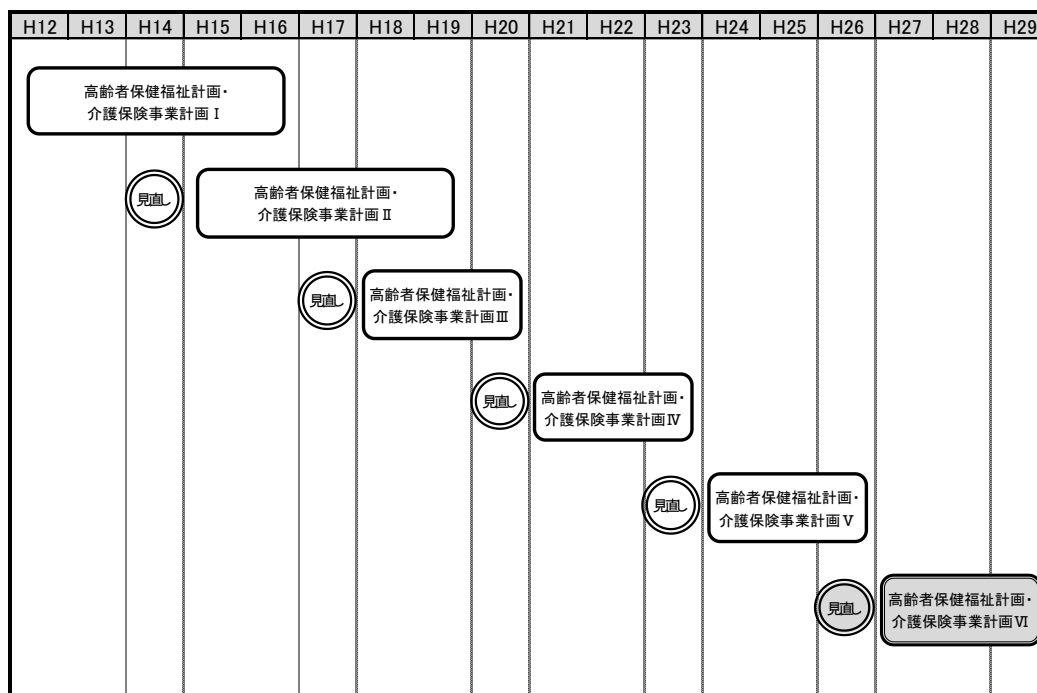 H12 H13 H14 H15 H16 H17 H18 H19 H20 H21 H22 H23 H24 H25 H26 H27 H28 H29
高齢者保健福祉計画・
介護保険事業計画Ⅰ
見直し
高齢者保健福祉計画・
介護保険事業計画Ⅱ
見直し
高齢者保健福祉計画・
介護保険事業計画Ⅲ
見直し
高齢者保健福祉計画・
介護保険事業計画Ⅳ
見直し
高齢者保健福祉計画・
介護保険事業計画Ⅴ
見直し
高齢者保健福祉計画・
介護保険事業計画Ⅵ